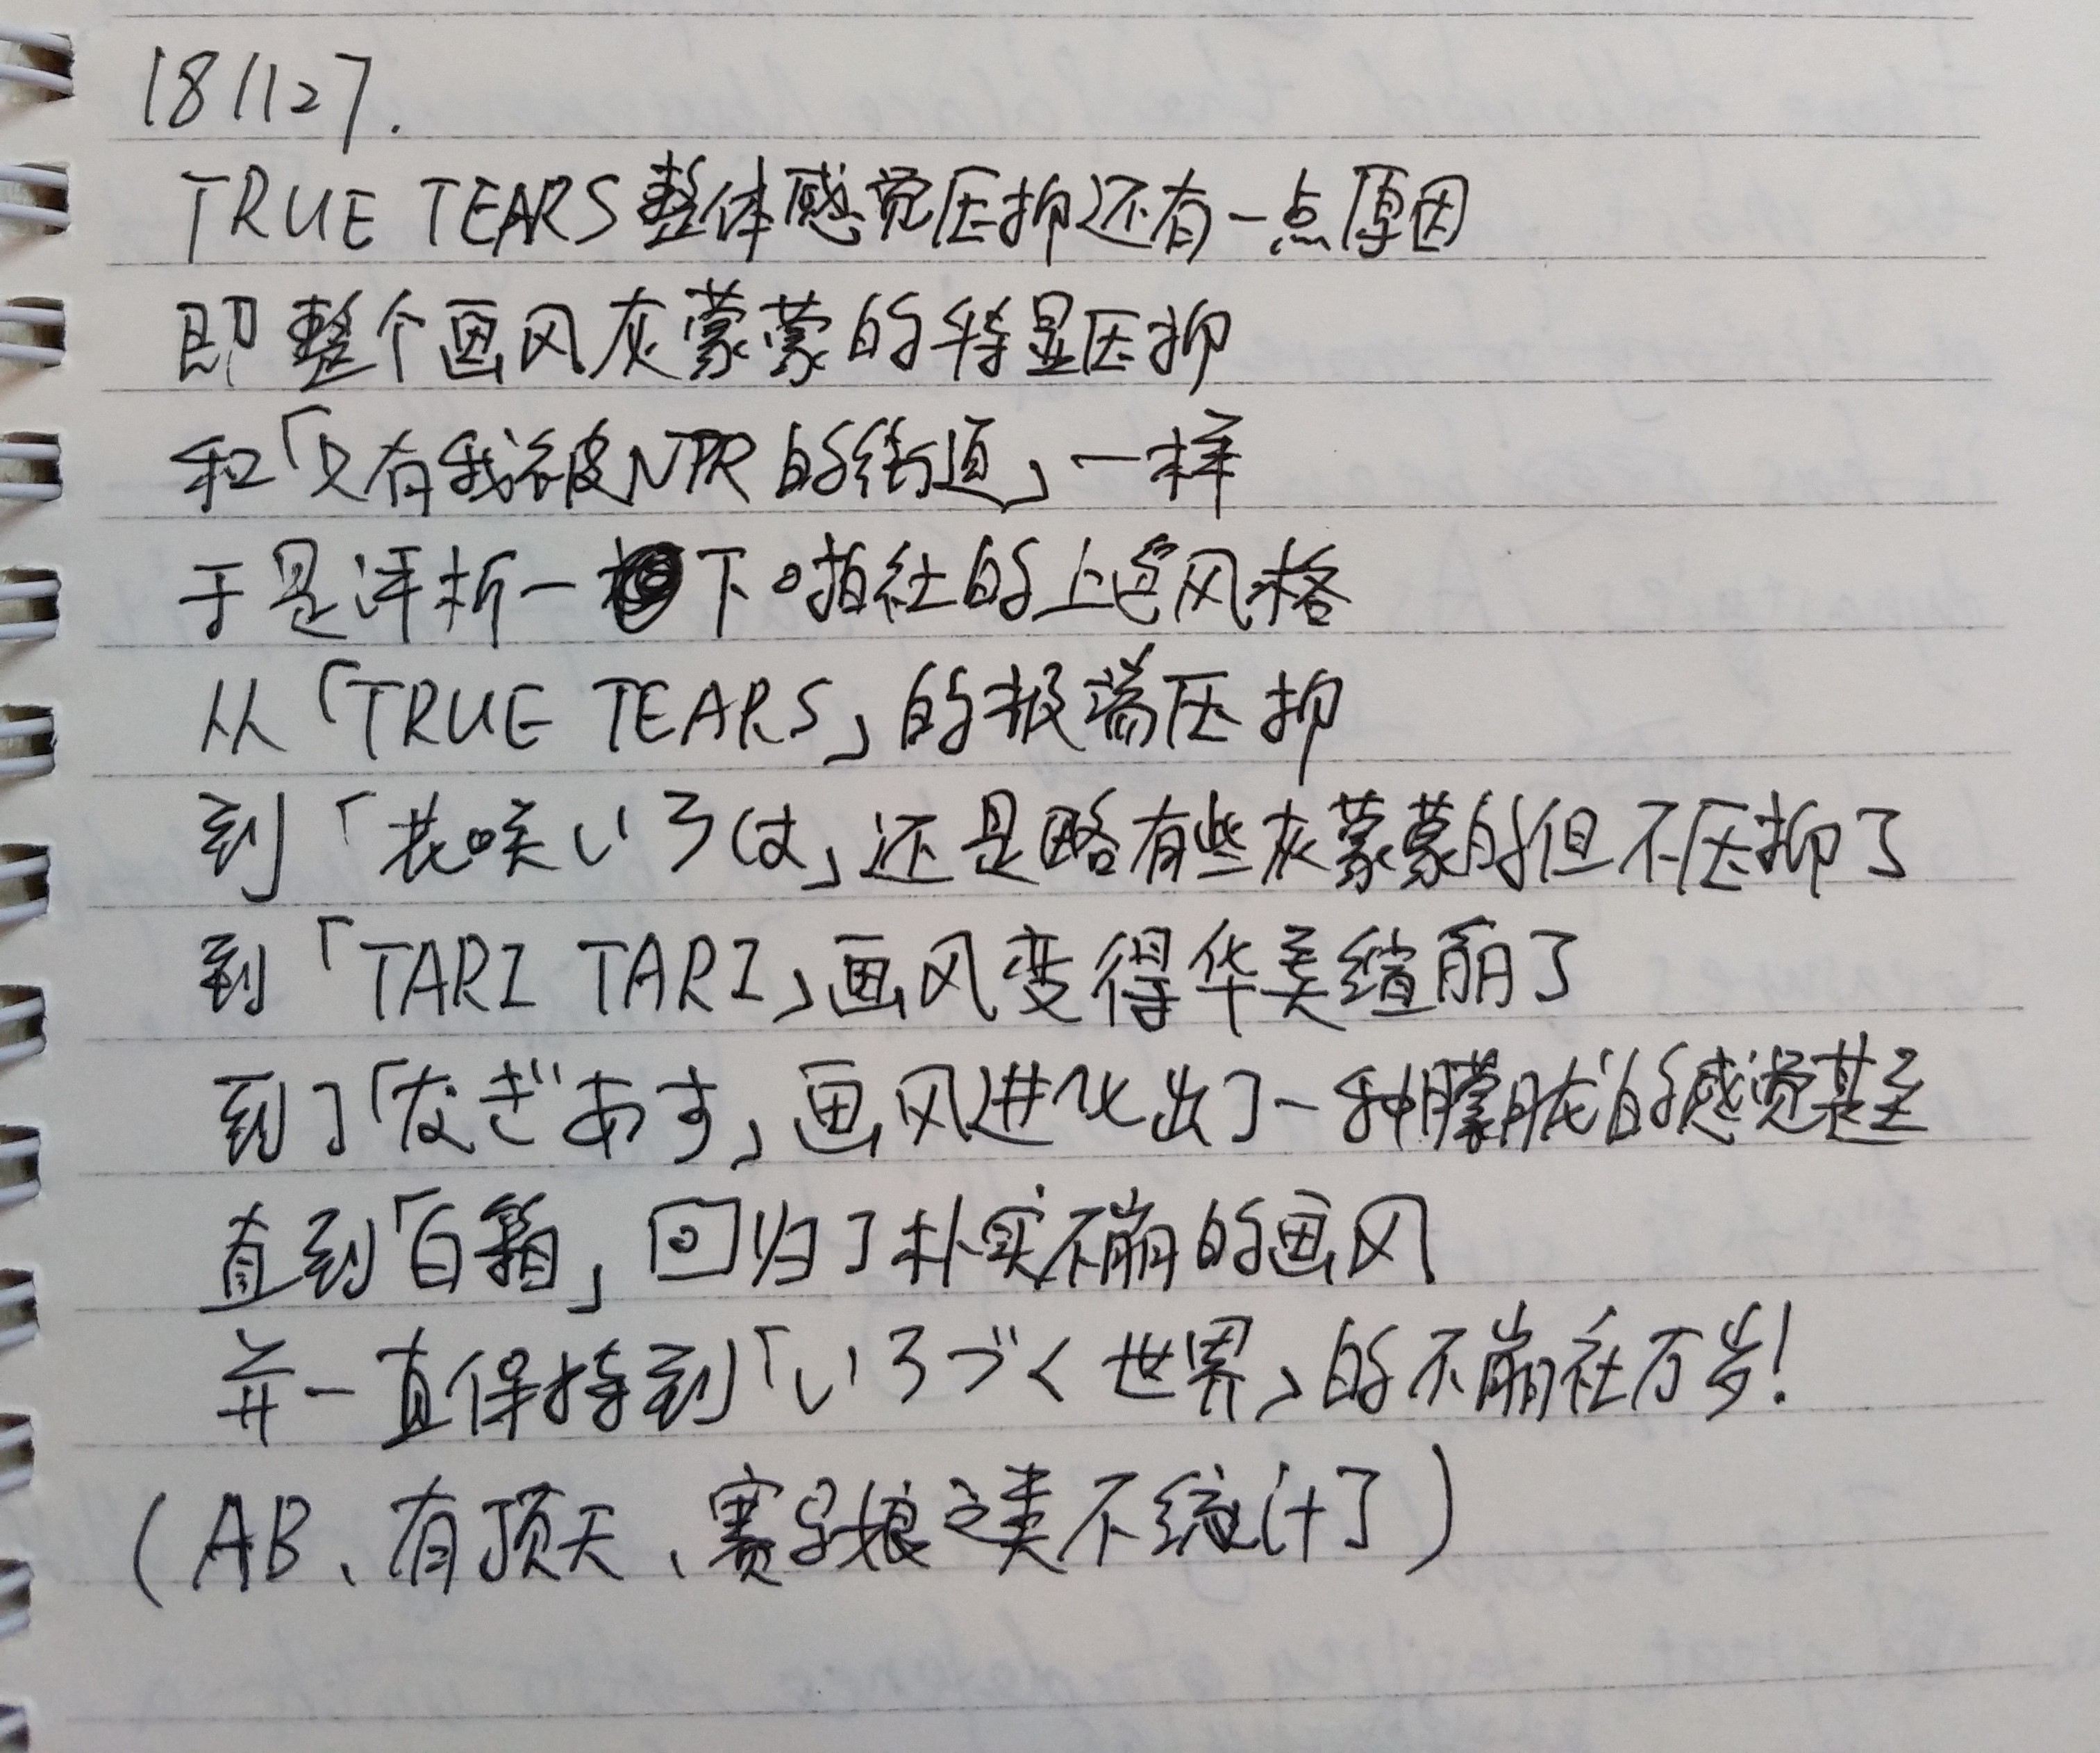 181127.
TRUE TEARS整体感觉压抑还有一点原因
即整个画风灰蒙蒙的特显压抑
和「只有我被NTR的街道」一样
于是评析一下啪社的上色风格
从「TRUE TEARS」的极端压抑
到「花咲いろは」还是略有些灰蒙蒙的但不压抑了
到「TARI TARI」画风变得华美绮丽了
到了「なぎあす」画风进化出了一种朦胧的感觉甚至
直到「白箱」回归了朴实不崩的画风
并一直保持到「いろづく世界」的不崩社万岁!
(AB、有顶天、赛马娘之类不统计了)